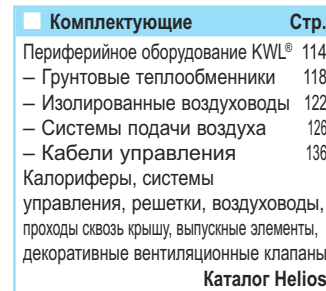 Комплектующие Стр.
Периферийное оборудование KWL® 114
– Грунтовые теплообменники 118
– Изолированные воздуховоды 122
– Системы подачи воздуха 126
– Кабели управления 136
Калориферы, системы
управления, решетки, воздуховоды,
проходы сквозь крышу, выпускные элементы,
декоративные вентиляционные клапаны
Каталог Helios